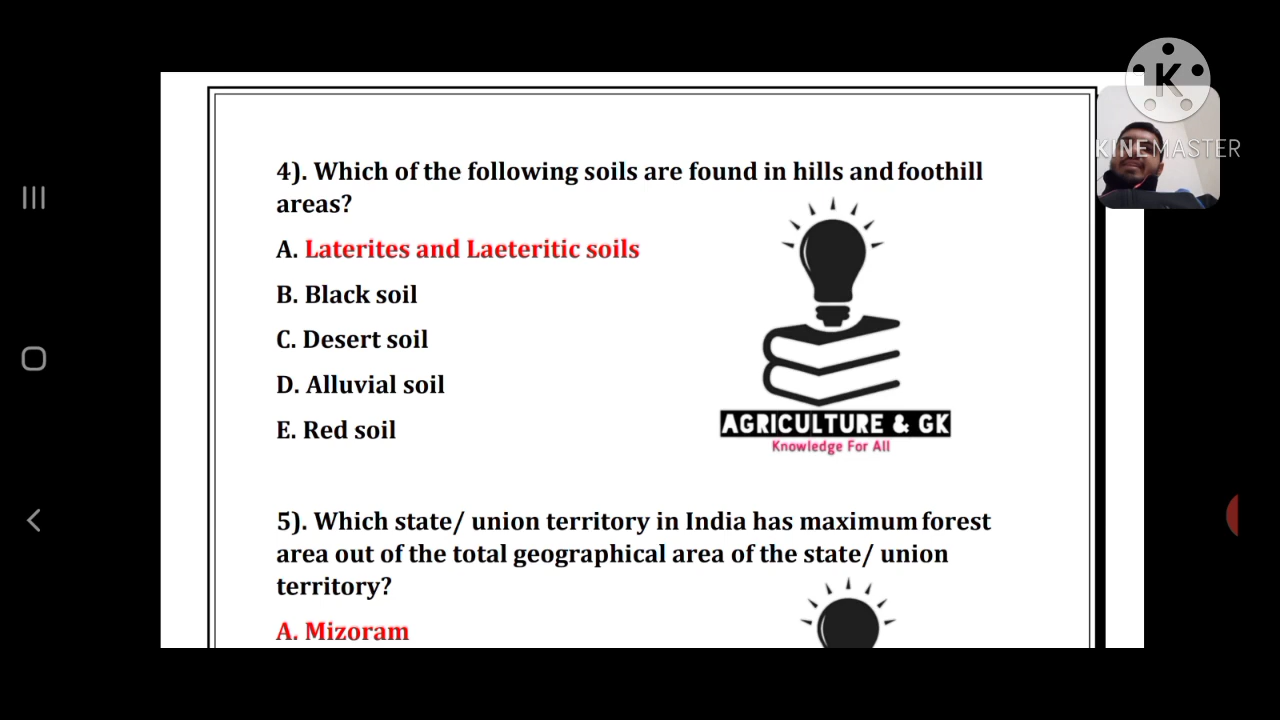 K
KINEMASTER
4). Which of the following soils are found in hills and foothill
areas?
A. Laterites and Laeteritic soils
B. Black soil
C. Desert soil
D. Alluvial soil
E. Red soil
AGRICULTURE & GK
Knowledge For All
5). Which state/ union territory in India has maximum forest
area out of the total geographical area of the state/ union
territory?
A. Mizoram